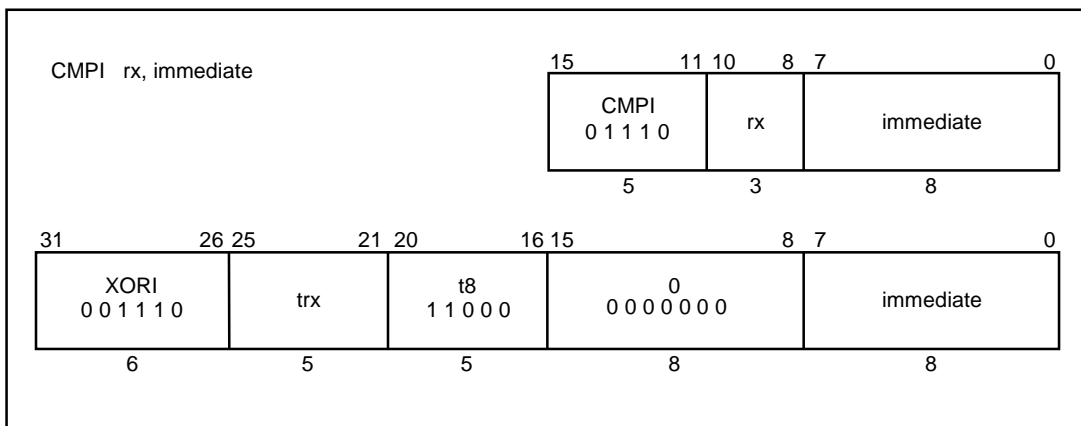 CMPI rx, immediate
15 11 10 8 7 0
CMPI rx immediate
0 1 1 1 0
5 3 8
31 26 25 21 20 16 15 8 7 0
XORI trx t8 0 immediate
0 0 1 1 1 0 1 1 0 0 0 0 0 0 0 0 0 0
6 5 5 8 8